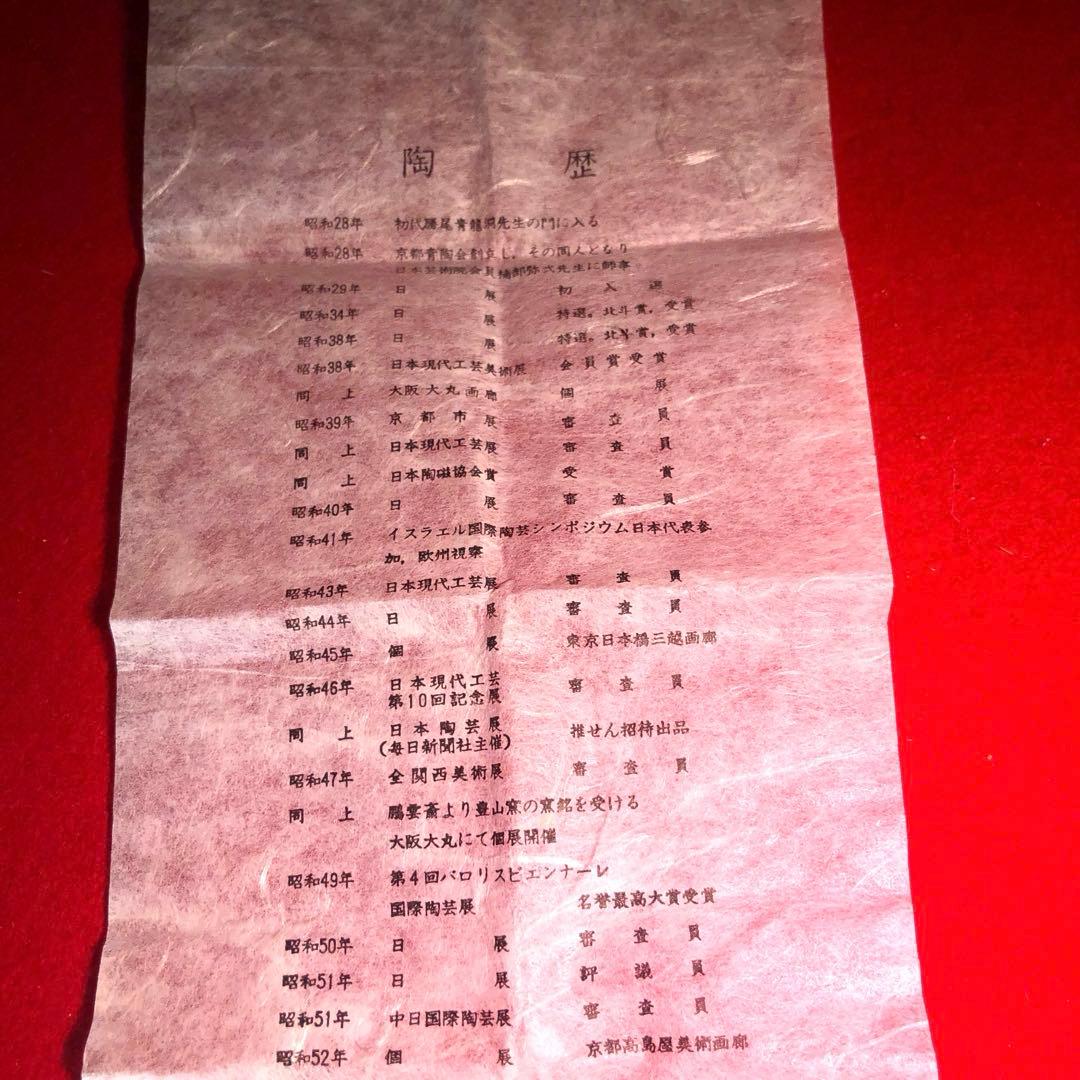 陶歴
昭和28年 初代勝尾青龍洞先生の門に入る
昭和28年 京都青陶会創立し、その同人となり
日本芸術院会員楠部弥弌先生に師事
昭和29年 日展 初入選
昭和34年 日展 特選。北斗賞，受賞
昭和38年 日展 特選。北斗賞，受賞
昭和38年 日本現代工芸美術展 会員賞受賞
同上 大阪大丸画廊 個展
昭和39年 京都市展 審査員
同上 日本現代工芸展 審査員
同上 日本陶磁協会賞 受賞
昭和40年 日展 審査員
昭和41年 イスラエル国際陶芸シンポジウム日本代表参
加，欧州視察
昭和43年 日本現代工芸展 審査員
昭和44年 日展 審査員
昭和45年 個展 東京日本橋三越画廊
昭和46年 日本現代工芸 審査員
第10回記念展
同上 日本陶芸展 推せん招待出品
(毎日新聞社主催)
昭和47年 全関西美術展 審査員
同上 鵬雲斎より豊山窯の窯銘を受ける
大阪大丸にて個展開催
昭和49年 第4回バロリスビエンナーレ
国際陶芸展 名誉最高大賞受賞
昭和50年 日展 審査員
昭和51年 日展 評議員
昭和51年 中日国際陶芸展 審査員
昭和52年 個展 京都高島屋美術画廊